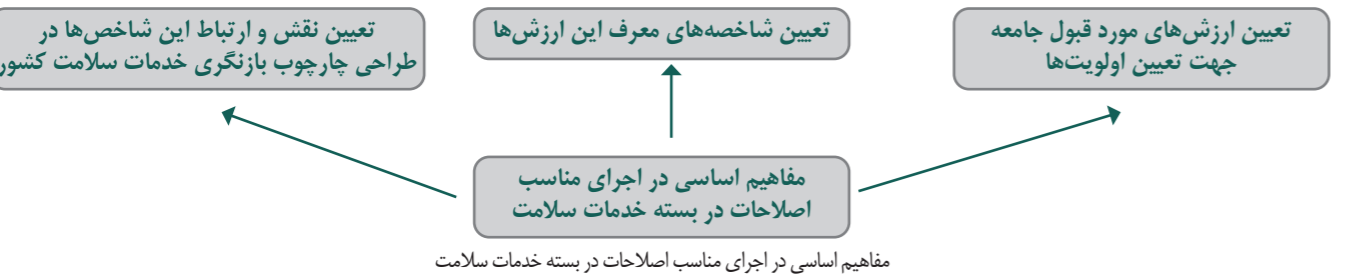 تعیین ارزش‌های مورد قبول جامعه
جهت تعیین اولویت‌ها
تعیین شاخصه‌های معرف این ارزش‌ها
تعیین نقش و ارتباط این شاخص‌ها در
طراحی چارچوب بازنگری خدمات سلامت کشور
مفاهیم اساسی در اجرای مناسب
اصلاحات در بسته خدمات سلامت
مفاهیم اساسی در اجرای مناسب اصلاحات در بسته خدمات سلامت